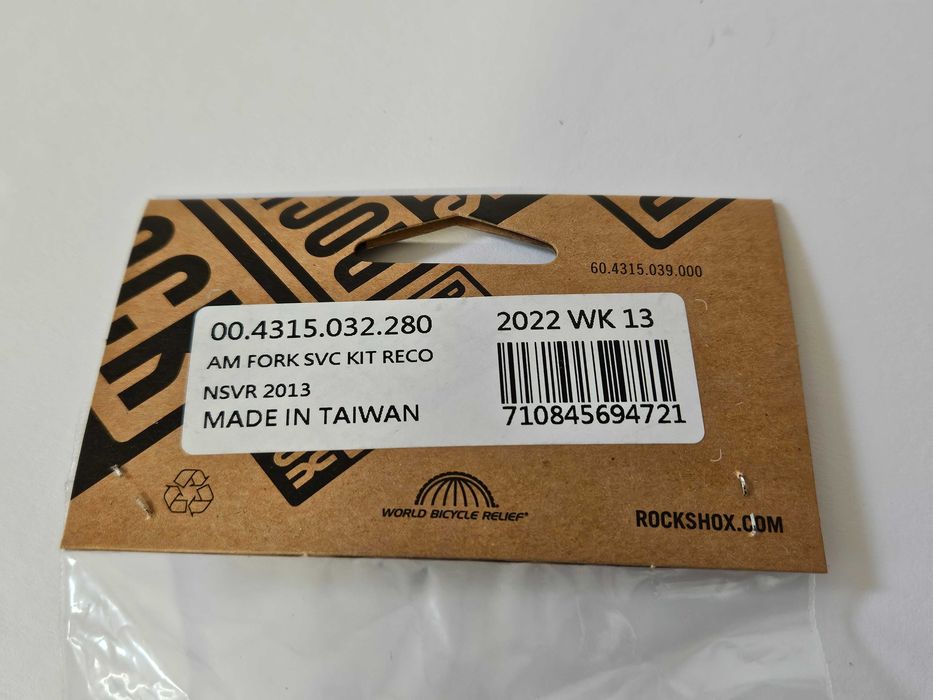 60.4315.039.000
00.4315.032.280
2022 WK 13
AM FORK SVC KIT RECO
NSVR 2013
MADE IN TAIWAN
710845694721
WORLD BICYCLE RELIEF®
ROCKSHOX.COM